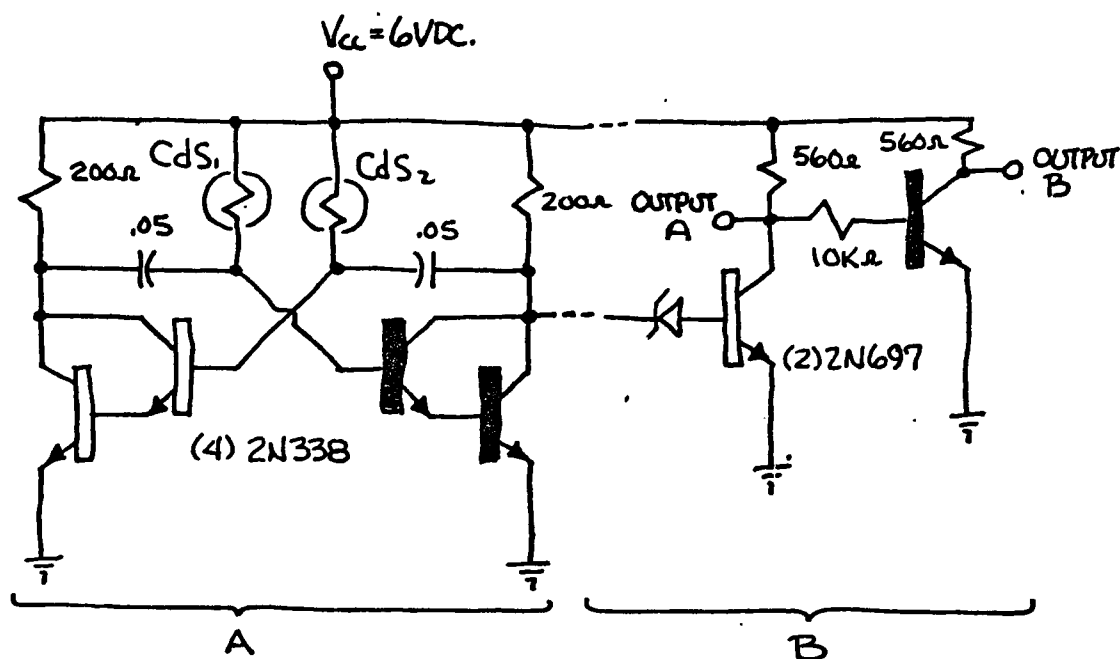 Vcc = 6VDC.
200Ω
CdS₁
CdS₂
200Ω
560Ω
560Ω
OUTPUT
B
OUTPUT
A
.05
.05
10KΩ
(4) 2N338
(2) 2N697
A
B